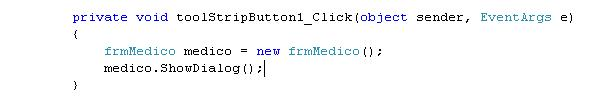 private void toolStripButton1_Click(object sender, EventArgs e)
{
frmMedico medico = new frmMedico();
medico.ShowDialog();
}